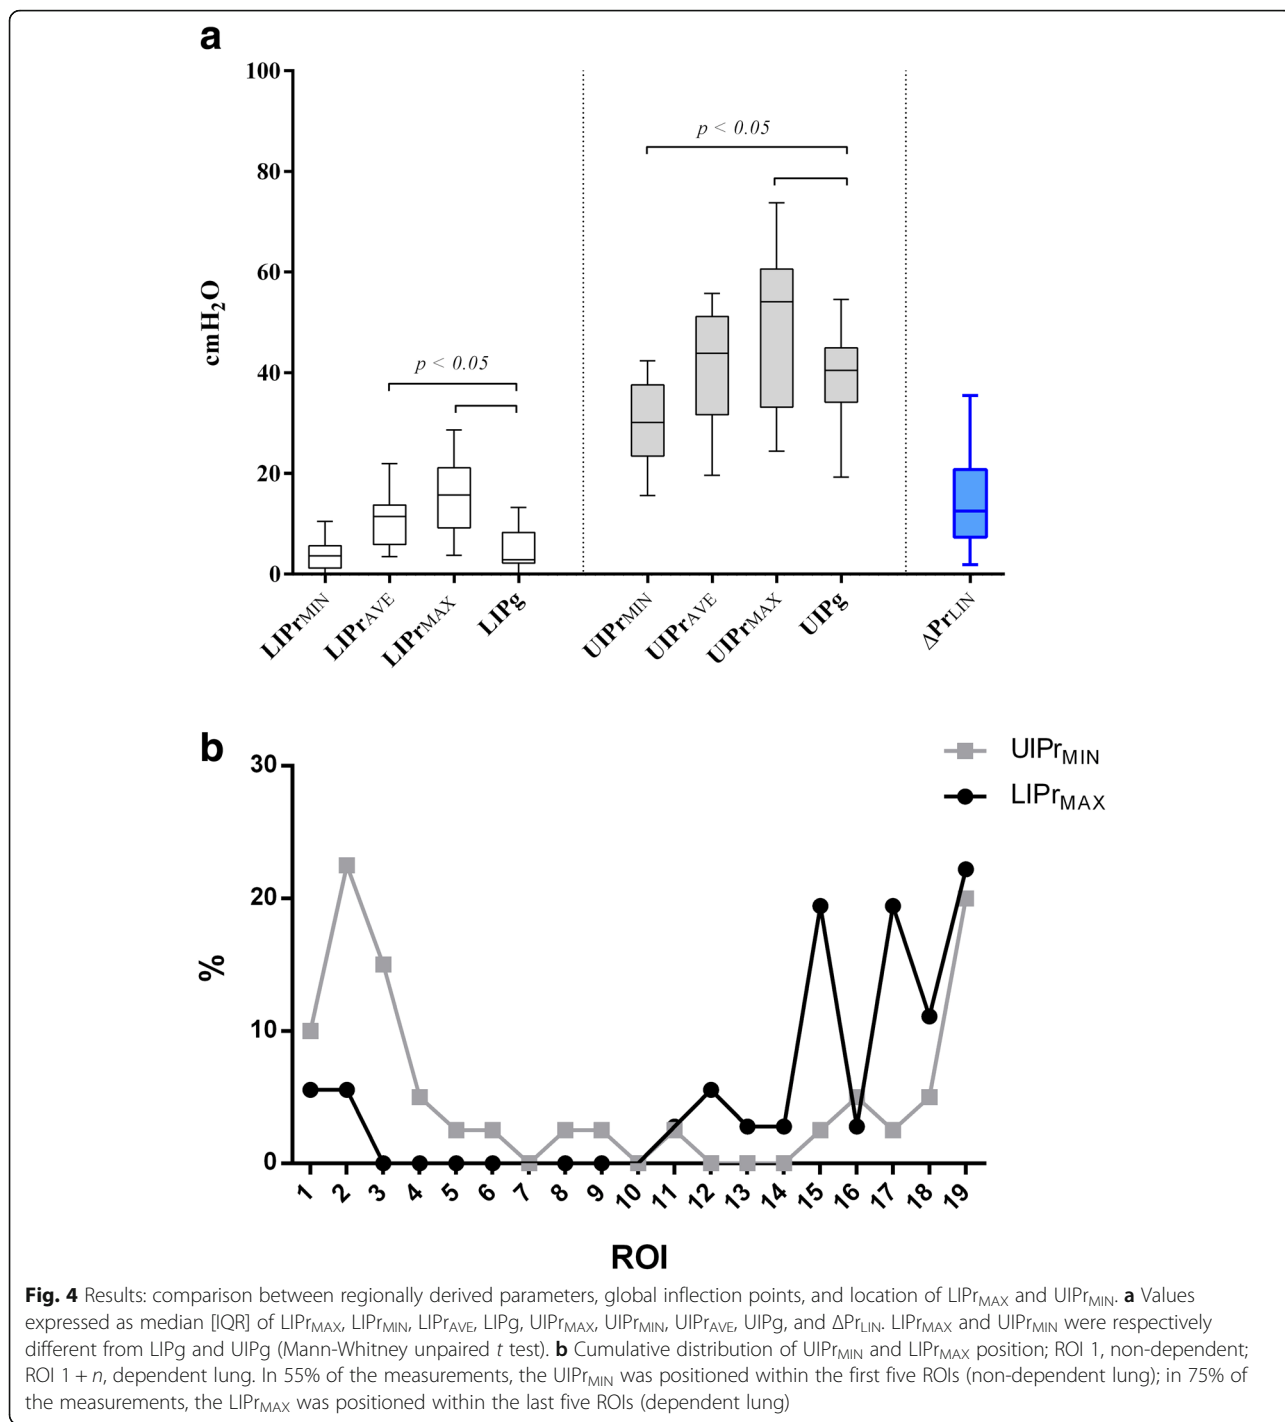 a
100
80
60
40
20
0
cmH2O
p < 0.05
p < 0.05
LIPrMIN
LIPrAVE
LIPrMAX
LIPg
UIPrMIN
UIPrAVE
UIPrMAX
UIPg
ΔPrLIN
b
UIPrMIN
LIPrMAX
30
20
10
0
%
1 2 3 4 5 6 7 8 9 10 11 12 13 14 15 16 17 18 19
ROI
Fig. 4 Results: comparison between regionally derived parameters, global inflection points, and location of LIPrMAX and UIPrMIN. a Values
expressed as median [IQR] of LIPrMAX, LIPrMIN, LIPrAVE, LIPg, UIPrMAX, UIPrMIN, UIPrAVE, UIPg, and ΔPrLIN. LIPrMAX and UIPrMIN were respectively
different from LIPg and UIPg (Mann-Whitney unpaired t test). b Cumulative distribution of UIPrMIN and LIPrMAX position; ROI 1, non-dependent;
ROI 1 + n, dependent lung. In 55% of the measurements, the UIPrMIN was positioned within the first five ROIs (non-dependent lung); in 75% of
the measurements, the LIPrMAX was positioned within the last five ROIs (dependent lung)